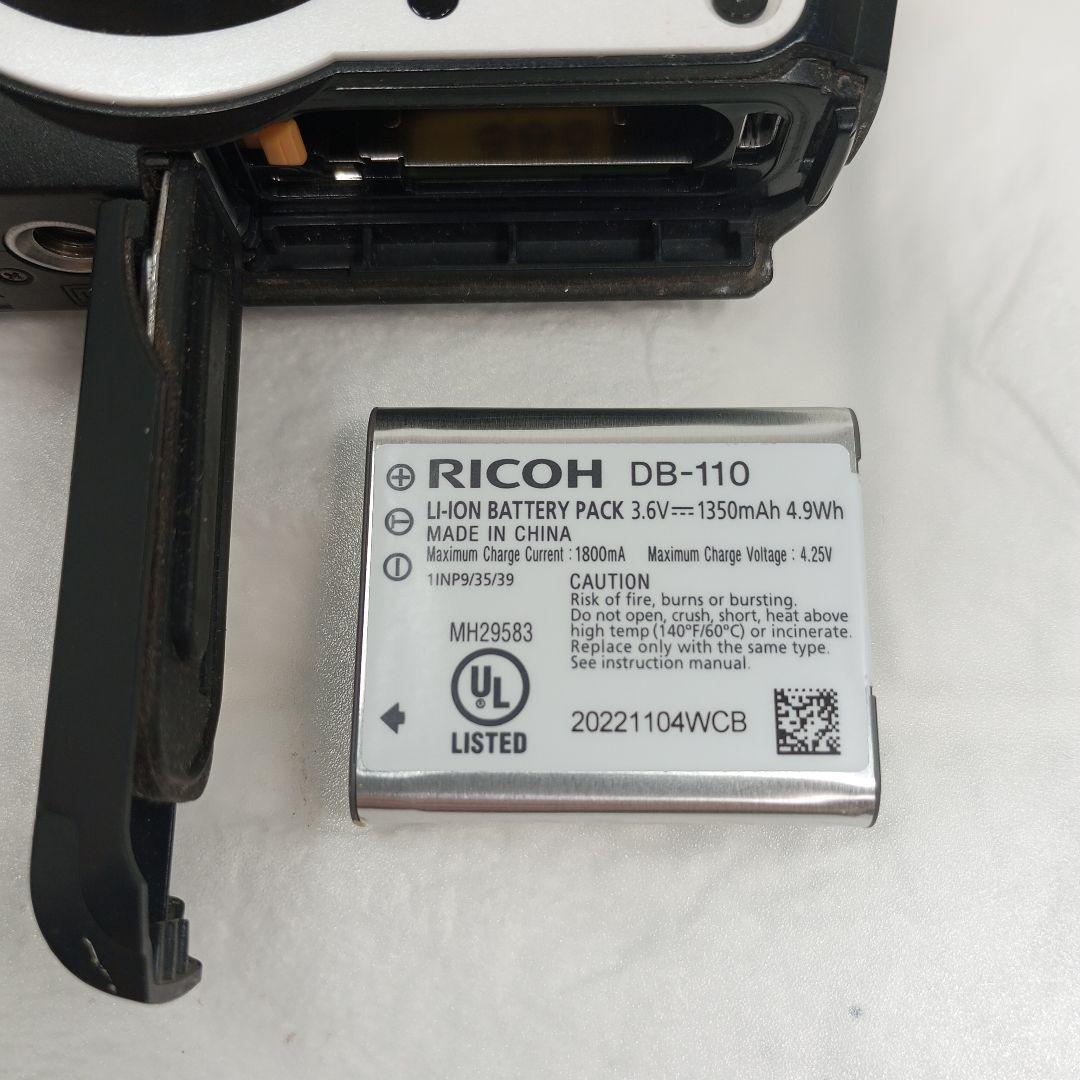 RICOH DB-110
LI-ION BATTERY PACK 3.6V⎓1350mAh 4.9Wh
MADE IN CHINA
Maximum Charge Current : 1800mA Maximum Charge Voltage : 4.25V
1INP9/35/39
CAUTION
Risk of fire, burns or bursting.
Do not open, crush, short, heat above
high temp (140°F/60°C) or incinerate.
Replace only with the same type.
See instruction manual.
MH29583
UL ®
LISTED
20221104WCB